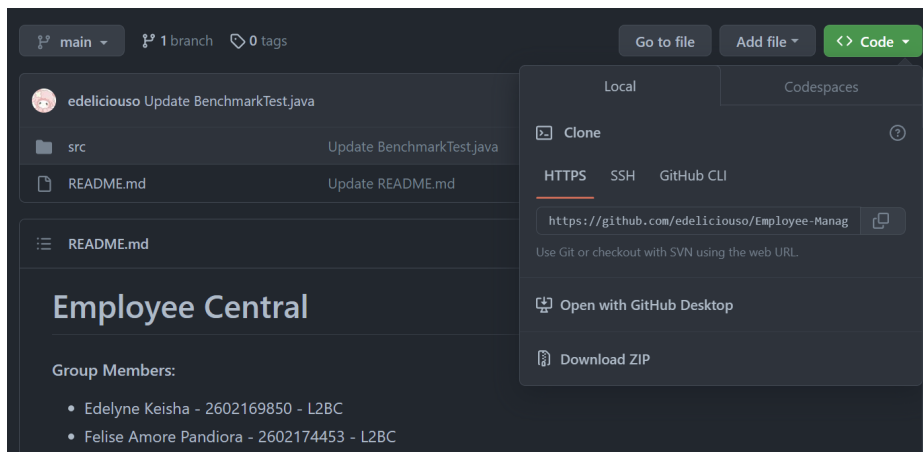 main 1 branch 0 tags Go to file Add file <> Code
edeliciouso Update BenchmarkTest.java
src Update BenchmarkTest.java
README.md Update README.md
README.md
Employee Central
Group Members:
Edelyne Keisha - 2602169850 - L2BC
Felise Amore Pandiora - 2602174453 - L2BC
Local Codespaces
Clone
HTTPS SSH GitHub CLI
https://github.com/edeliciouso/Employee-Manag
Use Git or checkout with SVN using the web URL.
Open with GitHub Desktop
Download ZIP